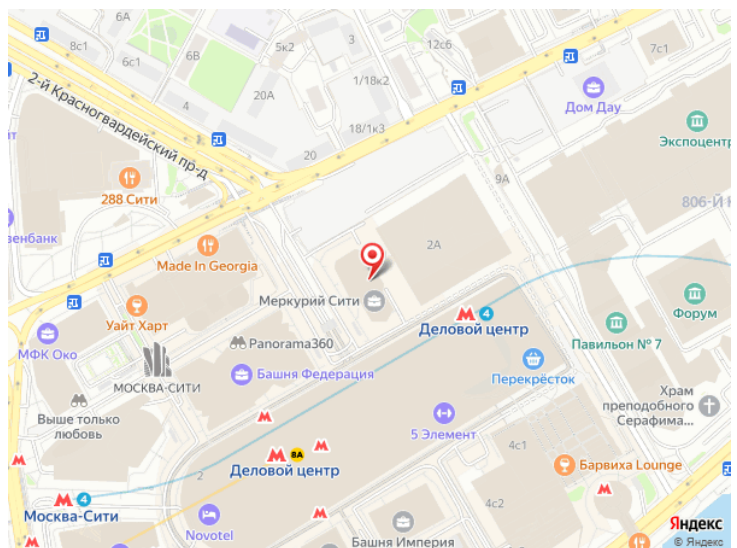 8с1
6А
6с1
6В
5к2
3
12с6
7с1
1/18к2
4
20А
Дом Дау
2-й Красногвардейский пр-д
18/1к3
20
Экспоцентр
9А
288 Сити
806-Й К
венбанк
Made In Georgia
2А
Меркурий Сити
4
Деловой центр
Форум
Уайт Харт
Panorama360
Павильон № 7
МФК Око
МОСКВА-СИТИ
Башня Федерация
Перекрёсток
Храм
преподобного
Серафима...
Выше только
любовь
5 Элемент
8А
4с1
Деловой центр
2
Барвиха Lounge
4
Москва-Сити
4с2
Novotel
Башня Империя
Яндекс
© Яндекс